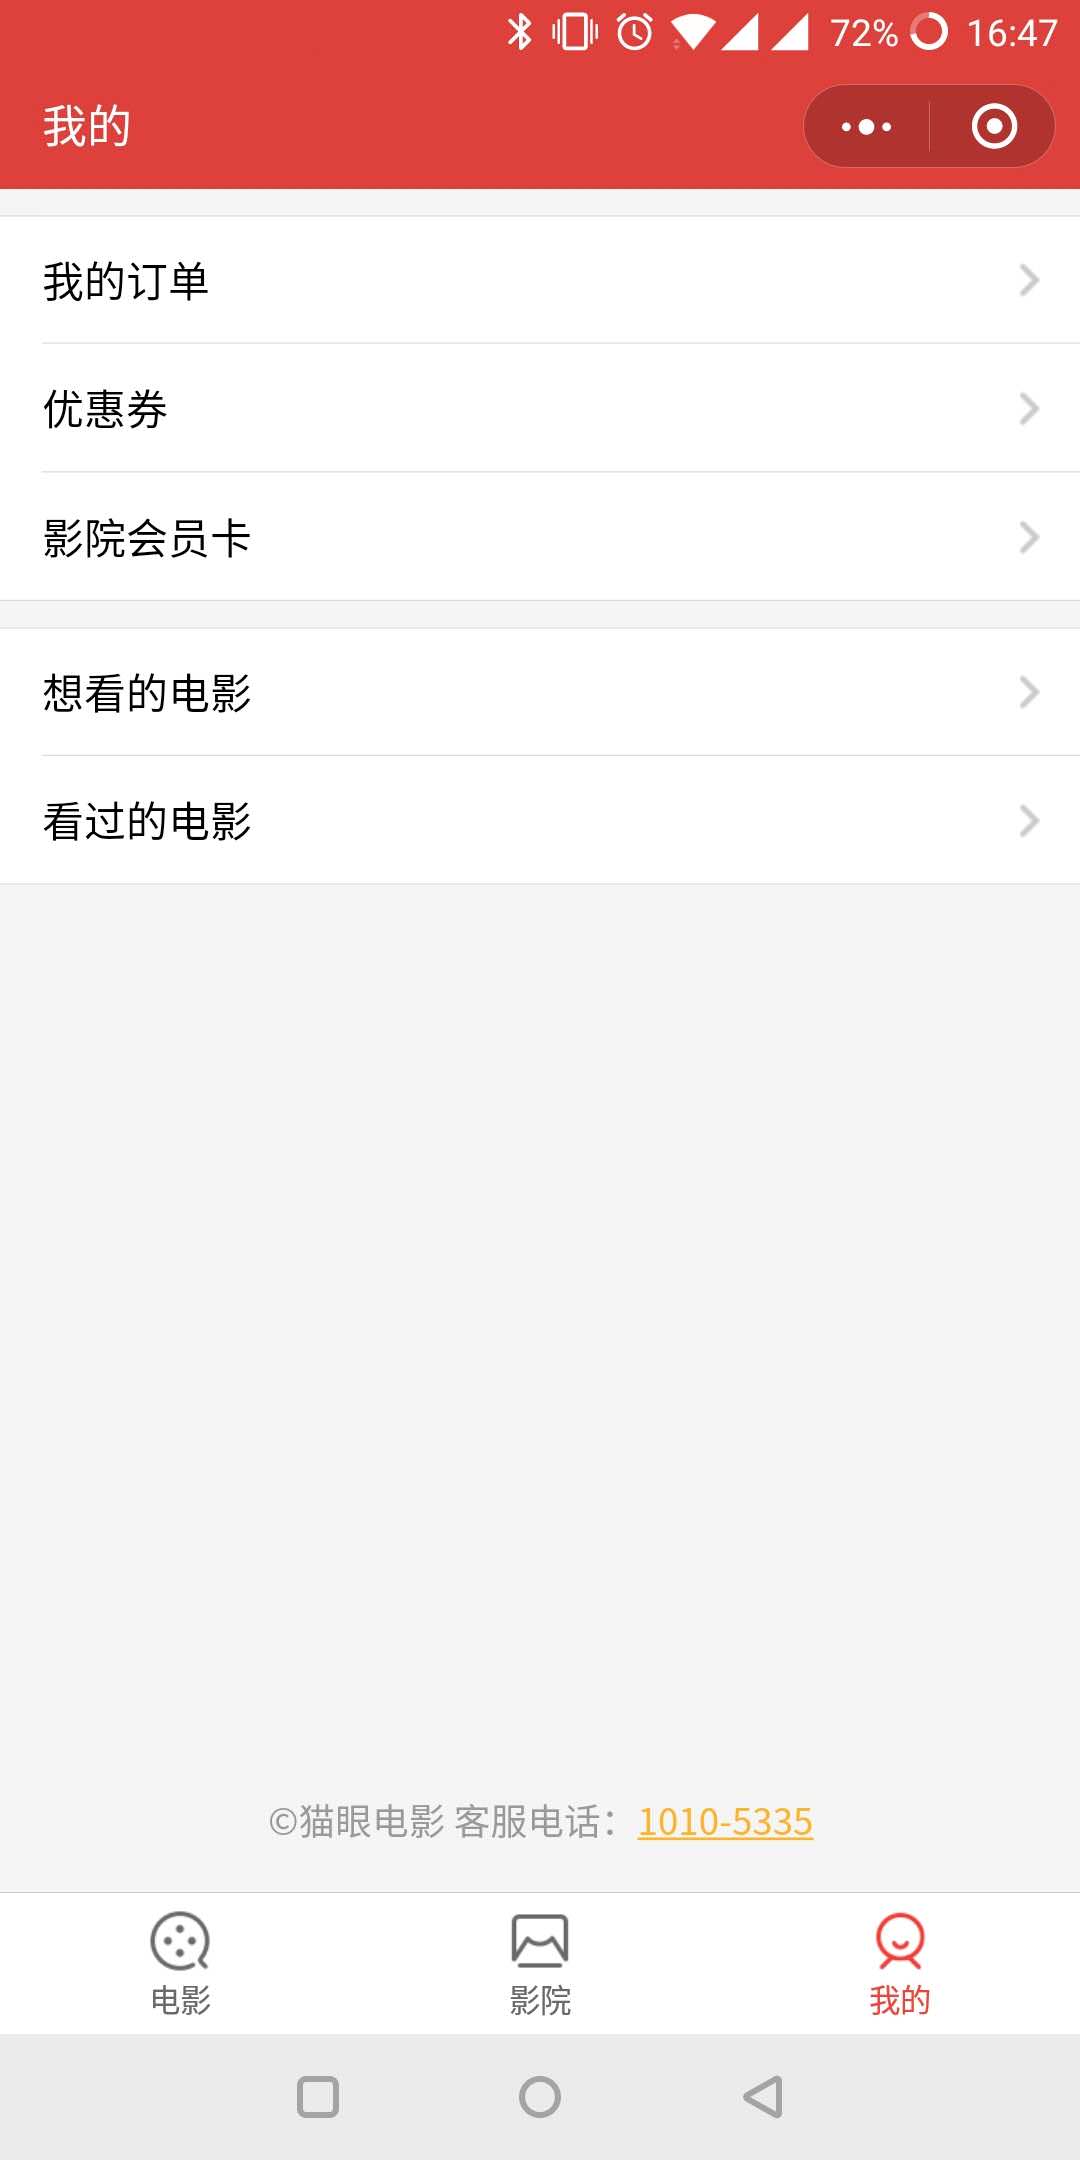 72% 16:47
我的
我的订单
优惠券
影院会员卡
想看的电影
看过的电影
©猫眼电影 客服电话：1010-5335
电影 影院 我的